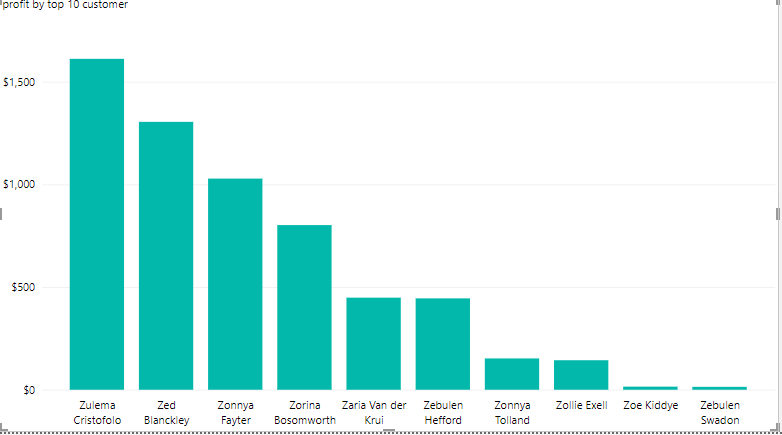 profit by top 10 customer
$1,500
$1,000
$500
$0
Zulema
Cristofolo
Zed
Blanckley
Zonnya
Fayter
Zorina
Bosomworth
Zaria Van der
Krui
Zebulen
Hefford
Zonnya
Tolland
Zollie Exell
Zoe Kiddye
Zebulen
Swadon